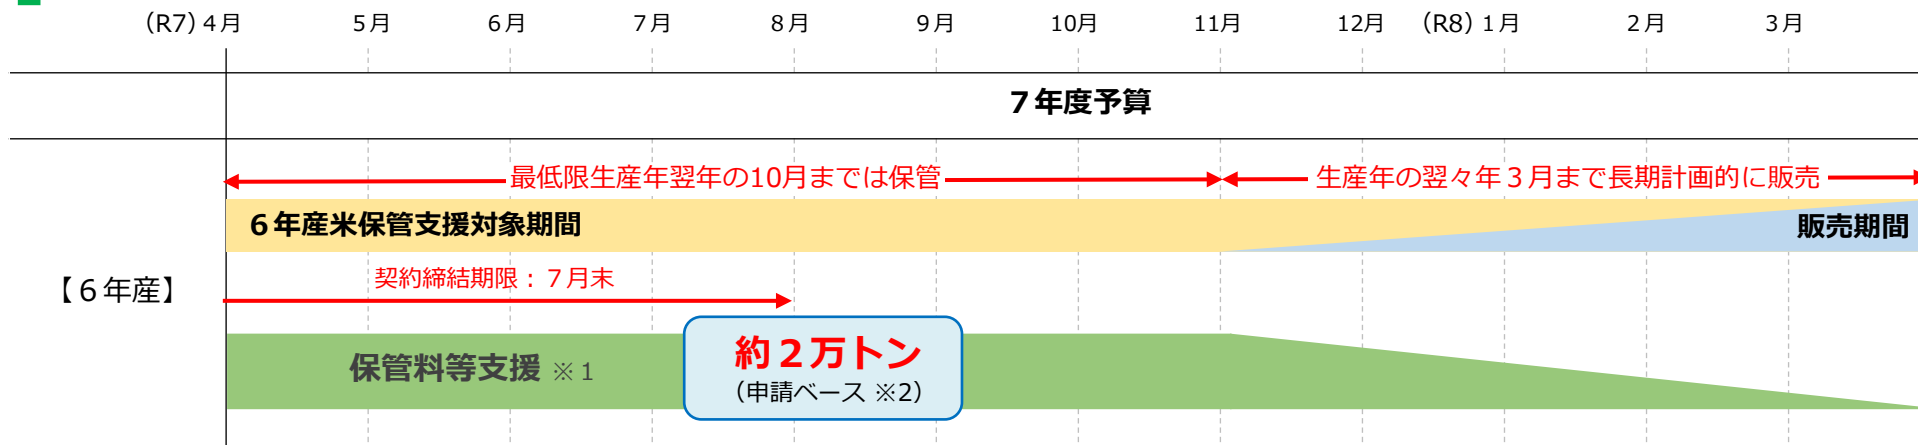 （R7）4月 5月 6月 7月 8月 9月 10月 11月 12月 （R8）1月 2月 3月
７年度予算
最低限生産年翌年の10月までは保管 生産年の翌々年３月まで長期計画的に販売
６年産米保管支援対象期間 販売期間
【６年産】
契約締結期限：７月末
保管料等支援 ※１
約２万トン
（申請ベース ※2）